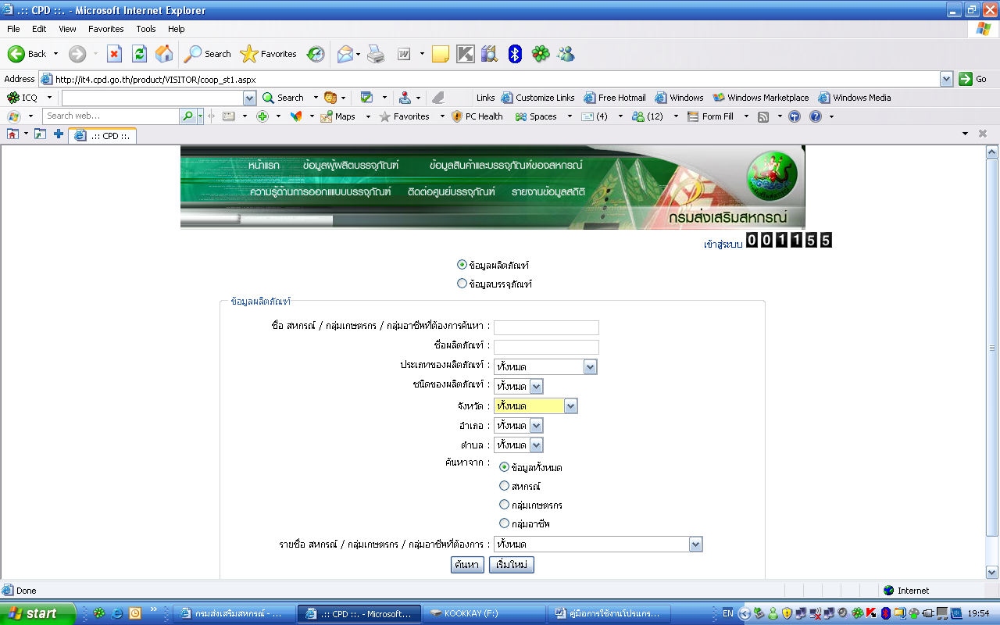 .:: CPD ::. - Microsoft Internet Explorer
File Edit View Favorites Tools Help
Back Search Favorites
Address http://it4.cpd.go.th/product/VISITOR/coop_st1.aspx Go
ICQ Search Links Customize Links Free Hotmail Windows Windows Marketplace Windows Media
Search web... Maps Favorites PC Health Spaces (4) (12) Form Fill
.:: CPD ::.
หน้าแรก ข้อมูลผู้ผลิตบรรจุภัณฑ์ ข้อมูลสินค้าและบรรจุภัณฑ์ของสหกรณ์
ความรู้ด้านการออกแแบบบรรจุภัณฑ์ ติดต่อศูนย์บรรจุภัณฑ์ รายงานข้อมูลสถิติ
กรมส่งเสริมสหกรณ์
เข้าสู่ระบบ 001155
ข้อมูลผลิตภัณฑ์
ข้อมูลบรรจุภัณฑ์
ข้อมูลผลิตภัณฑ์
ชื่อ สหกรณ์ / กลุ่มเกษตรกร / กลุ่มอาชีพที่ต้องการค้นหา :
ชื่อผลิตภัณฑ์ :
ประเภทของผลิตภัณฑ์ : ทั้งหมด
ชนิดของผลิตภัณฑ์ : ทั้งหมด
จังหวัด : ทั้งหมด
อำเภอ : ทั้งหมด
ตำบล : ทั้งหมด
ค้นหาจาก : ข้อมูลทั้งหมด
สหกรณ์
กลุ่มเกษตรกร
กลุ่มอาชีพ
รายชื่อ สหกรณ์ / กลุ่มเกษตรกร / กลุ่มอาชีพที่ต้องการ : ทั้งหมด
ค้นหา เริ่มใหม่
Done Internet
start กรมส่งเสริมสหกรณ์ - ... .:: CPD ::. - Microsoft... KOOKKAY (F:) คู่มือการใช้งานโปรแกร... EN 19:54